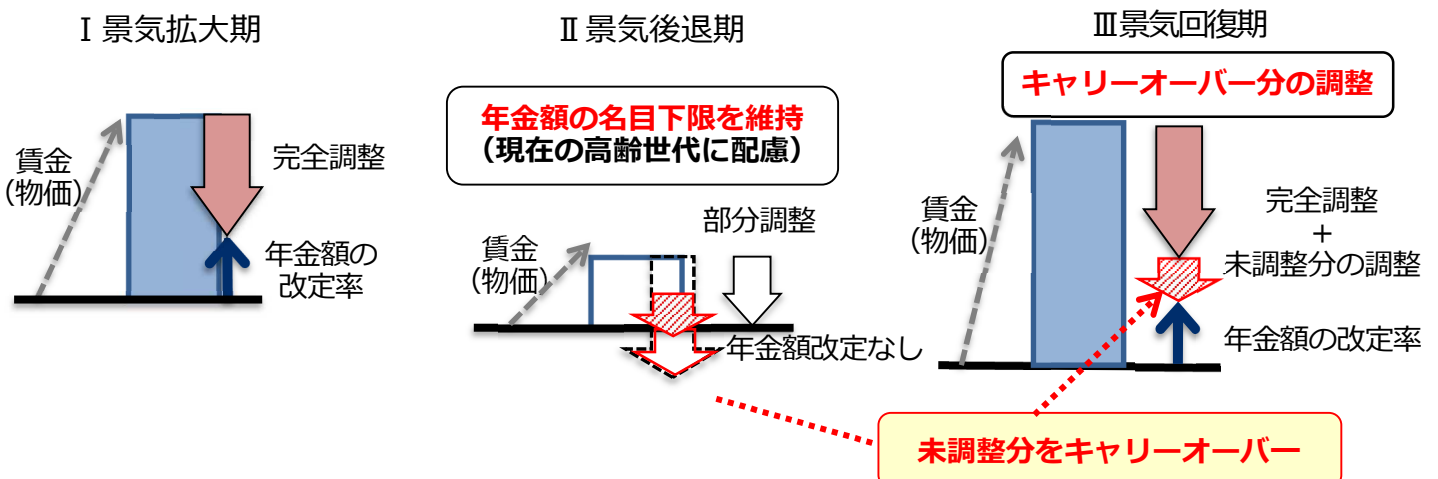 Ⅰ景気拡大期
賃金
(物価)
完全調整
年金額の
改定率
Ⅱ景気後退期
年金額の名目下限を維持
(現在の高齢世代に配慮)
賃金
(物価)
部分調整
年金額改定なし
Ⅲ景気回復期
キャリーオーバー分の調整
賃金
(物価)
完全調整
+
未調整分の調整
年金額の改定率
未調整分をキャリーオーバー